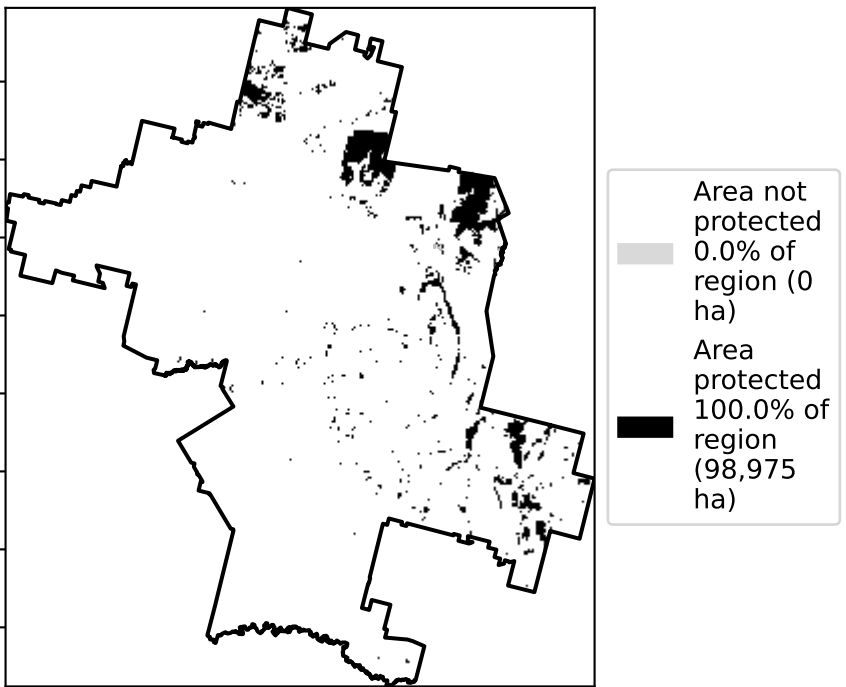 Area not
protected
0.0% of
region (0
ha)
Area
protected
100.0% of
region
(98,975
ha)